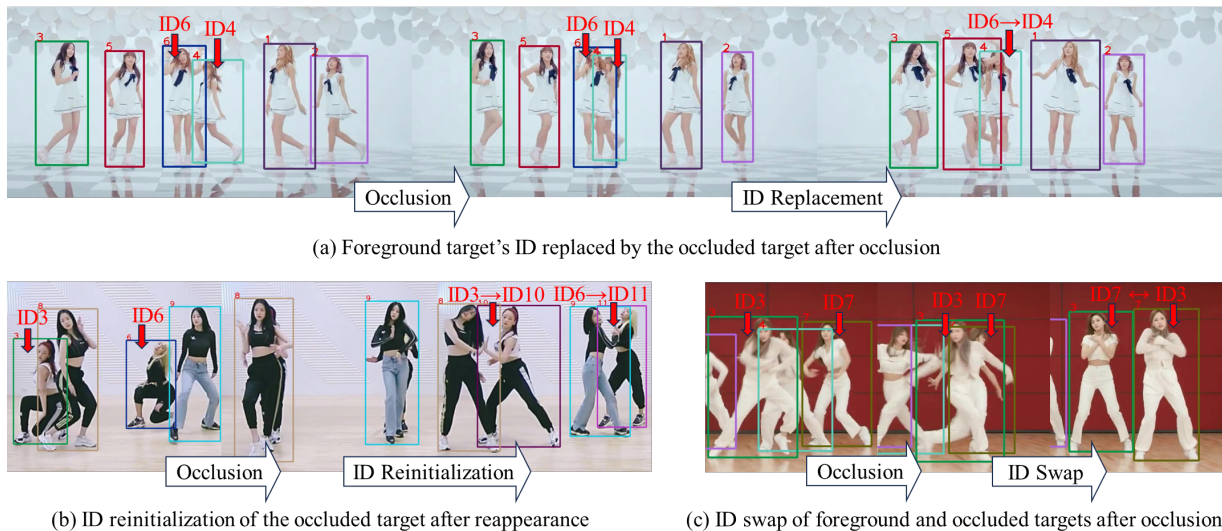 ID6
ID4
ID6
ID4
ID6→ID4
3
5
6
4
1
2
3
5
6
4
1
2
3
5
4
1
2
Occlusion
ID Replacement
(a) Foreground target's ID replaced by the occluded target after occlusion
ID3
ID6
ID3→ID10
ID6→ID11
3
8
6
9
8
9
8
10
9
11
Occlusion
ID Reinitialization
(b) ID reinitialization of the occluded target after reappearance
ID3
ID7
ID3
ID7
ID7 ↔ ID3
Occlusion
ID Swap
(c) ID swap of foreground and occluded targets after occlusion